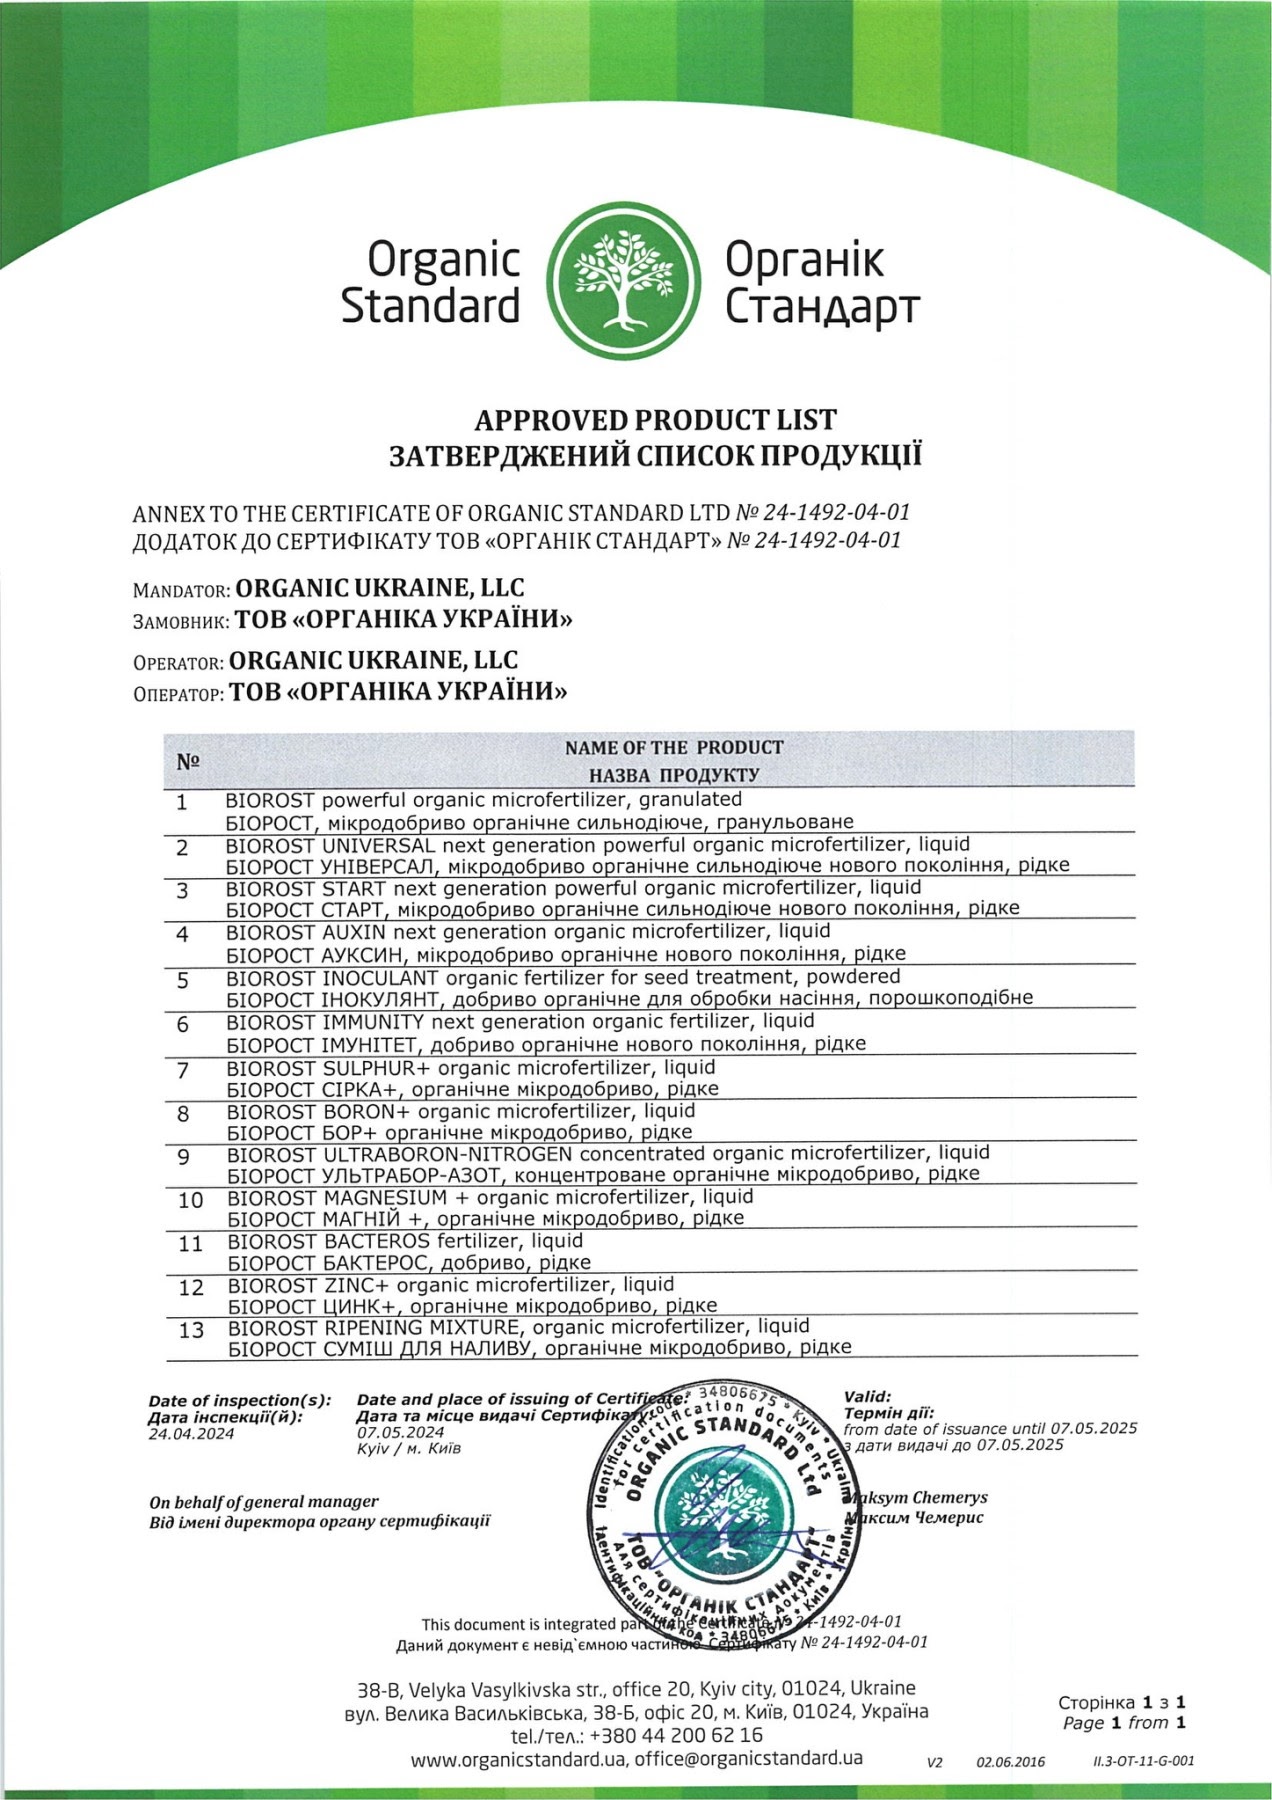 Organic
Standard
Органік
Стандарт
APPROVED PRODUCT LIST
ЗАТВЕРДЖЕНИЙ СПИСОК ПРОДУКЦІЇ
ANNEX TO THE CERTIFICATE OF ORGANIC STANDARD LTD № 24-1492-04-01
ДОДАТОК ДО СЕРТИФІКАТУ ТОВ «ОРГАНІК СТАНДАРТ» № 24-1492-04-01
MANDATOR: ORGANIC UKRAINE, LLC
ЗАМОВНИК: ТОВ «ОРГАНІКА УКРАЇНИ»
OPERATOR: ORGANIC UKRAINE, LLC
ОПЕРАТОР: ТОВ «ОРГАНІКА УКРАЇНИ»
№ NAME OF THE PRODUCT
НАЗВА ПРОДУКТУ
1 BIOROST powerful organic microfertilizer, granulated
БІОРОСТ, мікродобриво органічне сильнодіюче, гранульоване
2 BIOROST UNIVERSAL next generation powerful organic microfertilizer, liquid
БІОРОСТ УНІВЕРСАЛ, мікродобриво органічне сильнодіюче нового покоління, рідке
3 BIOROST START next generation powerful organic microfertilizer, liquid
БІОРОСТ СТАРТ, мікродобриво органічне сильнодіюче нового покоління, рідке
4 BIOROST AUXIN next generation organic microfertilizer, liquid
БІОРОСТ АУКСИН, мікродобриво органічне нового покоління, рідке
5 BIOROST INOCULANT organic fertilizer for seed treatment, powdered
БІОРОСТ ІНОКУЛЯНТ, добриво органічне для обробки насіння, порошкоподібне
6 BIOROST IMMUNITY next generation organic fertilizer, liquid
БІОРОСТ ІМУНІТЕТ, добриво органічне нового покоління, рідке
7 BIOROST SULPHUR+ organic microfertilizer, liquid
БІОРОСТ СІРКА+, органічне мікродобриво, рідке
8 BIOROST BORON+ organic microfertilizer, liquid
БІОРОСТ БОР+ органічне мікродобриво, рідке
9 BIOROST ULTRABORON-NITROGEN concentrated organic microfertilizer, liquid
БІОРОСТ УЛЬТРАБОР-АЗОТ, концентроване органічне мікродобриво, рідке
10 BIOROST MAGNESIUM + organic microfertilizer, liquid
БІОРОСТ МАГНІЙ +, органічне мікродобриво, рідке
11 BIOROST BACTEROS fertilizer, liquid
БІОРОСТ БАКТЕРОС, добриво, рідке
12 BIOROST ZINC+ organic microfertilizer, liquid
БІОРОСТ ЦИНК+, органічне мікродобриво, рідке
13 BIOROST RIPENING MIXTURE, organic microfertilizer, liquid
БІОРОСТ СУМІШ ДЛЯ НАЛИВУ, органічне мікродобриво, рідке
Date of inspection(s):
Дата інспекції(й):
24.04.2024
Date and place of issuing of Certificate:
Дата та місце видачі Сертифікату:
07.05.2024
Kyiv / м. Київ
Valid:
Термін дії:
from date of issuance until 07.05.2025
з дати видачі до 07.05.2025
On behalf of general manager
Від імені директора органу сертифікації
Maksym Chemerys
Максим Чемерис
Identification code * 34806675 * Kyiv * Ukraine
for certification documents
ORGANIC STANDARD Ltd
ТОВ "ОРГАНІК СТАНДАРТ"
для сертифікаційних документів
Ідентифікаційний код * 34806675 * Київ * Україна
This document is integrated part of the Certificate № 24-1492-04-01
Даний документ є невід`ємною частиною Сертифікату № 24-1492-04-01
38-B, Velyka Vasylkivska str., office 20, Kyiv city, 01024, Ukraine
вул. Велика Васильківська, 38-Б, офіс 20, м. Київ, 01024, Україна
tel./тел.: +380 44 200 62 16
www.organicstandard.ua, office@organicstandard.ua
Сторінка 1 з 1
Page 1 from 1
V2 02.06.2016 II.3-OT-11-G-001